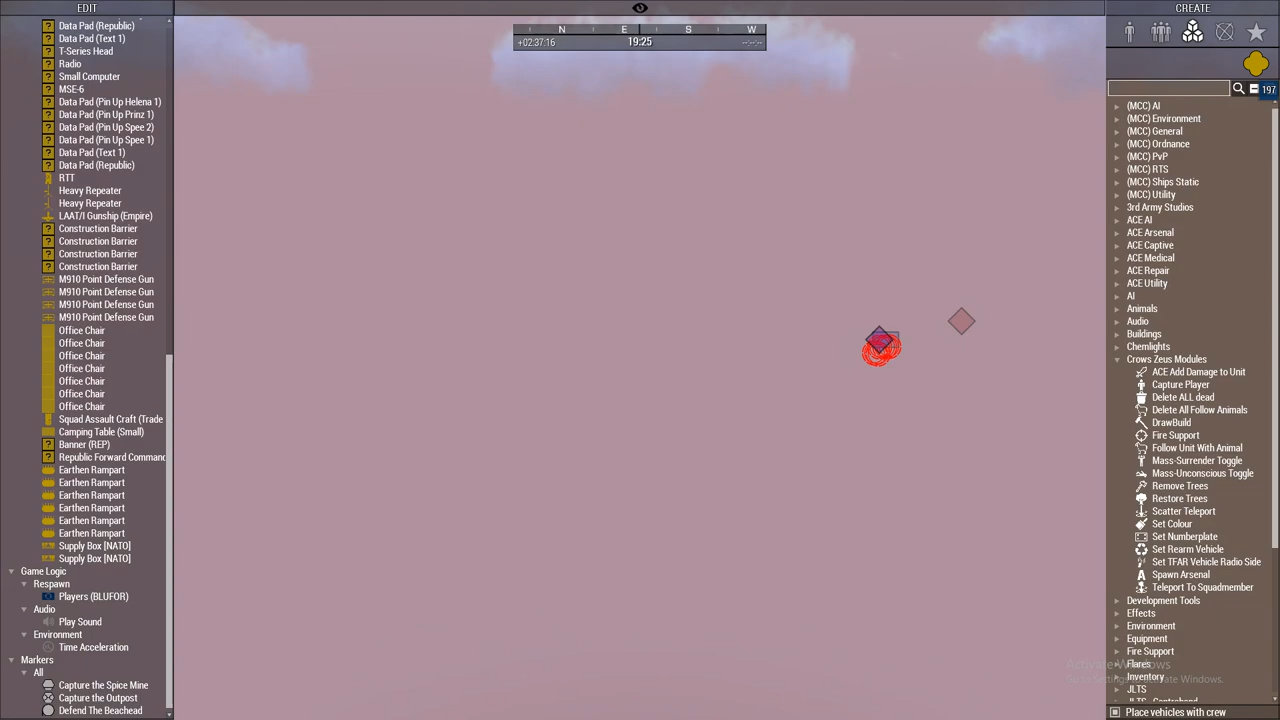 EDIT
Data Pad (Republic)
Data Pad (Text 1)
T-Series Head
Radio
Small Computer
MSE-6
Data Pad (Pin Up Helena 1)
Data Pad (Pin Up Prinz 1)
Data Pad (Pin Up Spee 2)
Data Pad (Pin Up Spee 1)
Data Pad (Text 1)
Data Pad (Republic)
RTT
Heavy Repeater
Heavy Repeater
LAAT/I Gunship (Empire)
Construction Barrier
Construction Barrier
Construction Barrier
Construction Barrier
M910 Point Defense Gun
M910 Point Defense Gun
M910 Point Defense Gun
M910 Point Defense Gun
Office Chair
Office Chair
Office Chair
Office Chair
Office Chair
Office Chair
Office Chair
Squad Assault Craft (Trade
Camping Table (Small)
Banner (REP)
Republic Forward Command
Earthen Rampart
Earthen Rampart
Earthen Rampart
Earthen Rampart
Earthen Rampart
Earthen Rampart
Supply Box [NATO]
Supply Box [NATO]
Game Logic
Respawn
Players (BLUFOR)
Audio
Play Sound
Environment
Time Acceleration
Markers
All
Capture the Spice Mine
Capture the Outpost
Defend The Beachead
N E S W
+02:37:16 19:25 --:--:--
CREATE
197
(MCC) AI
(MCC) Environment
(MCC) General
(MCC) Ordnance
(MCC) PvP
(MCC) RTS
(MCC) Ships Static
(MCC) Utility
3rd Army Studios
ACE AI
ACE Arsenal
ACE Captive
ACE Medical
ACE Repair
ACE Utility
AI
Animals
Audio
Buildings
Chemlights
Crows Zeus Modules
ACE Add Damage to Unit
Capture Player
Delete ALL dead
Delete All Follow Animals
DrawBuild
Fire Support
Follow Unit With Animal
Mass-Surrender Toggle
Mass-Unconscious Toggle
Remove Trees
Restore Trees
Scatter Teleport
Set Colour
Set Numberplate
Set Rearm Vehicle
Set TFAR Vehicle Radio Side
Spawn Arsenal
Teleport To Squadmember
Development Tools
Effects
Environment
Equipment
Fire Support
Flares
Inventory
JLTS
JLTS - Contraband
Activate Windows
Go to Settings to activate Windows.
Place vehicles with crew